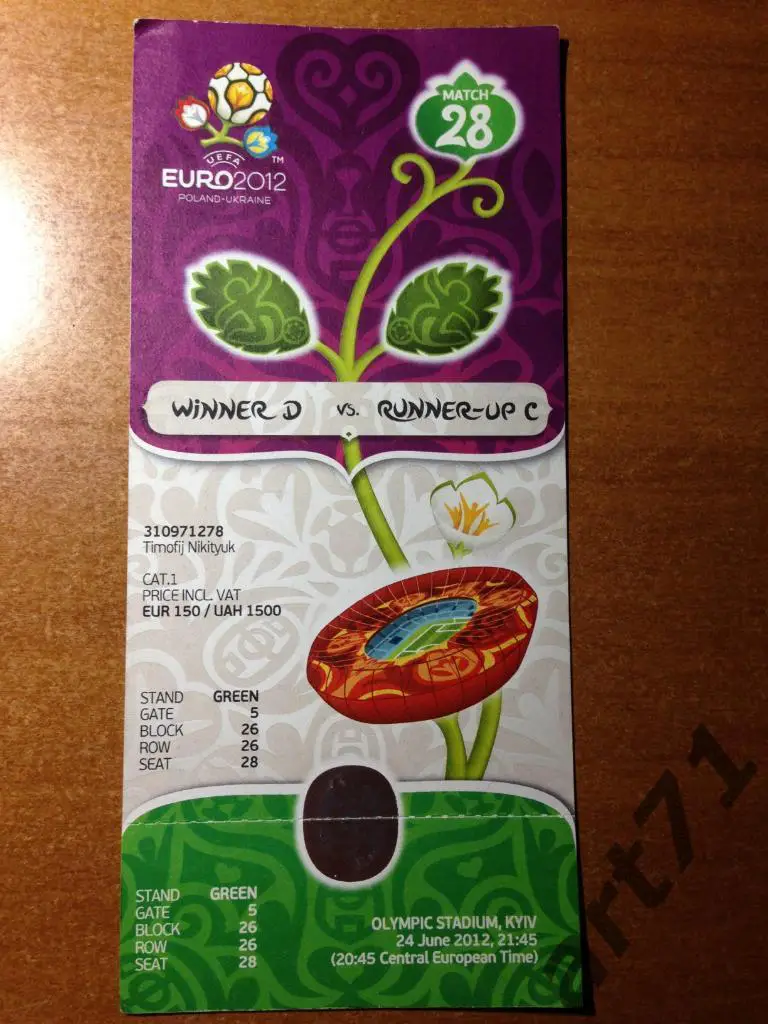 MATCH
28
UEFA
EURO2012™
POLAND-UKRAINE
WINNER D VS. RUNNER-UP C
310971278
Timofij Nikityuk
CAT.1
PRICE INCL. VAT
EUR 150 / UAH 1500
STAND GREEN
GATE 5
BLOCK 26
ROW 26
SEAT 28
STAND GREEN
GATE 5
BLOCK 26
ROW 26
SEAT 28
OLYMPIC STADIUM, KYIV
24 June 2012, 21:45
(20:45 Central European Time)
art71